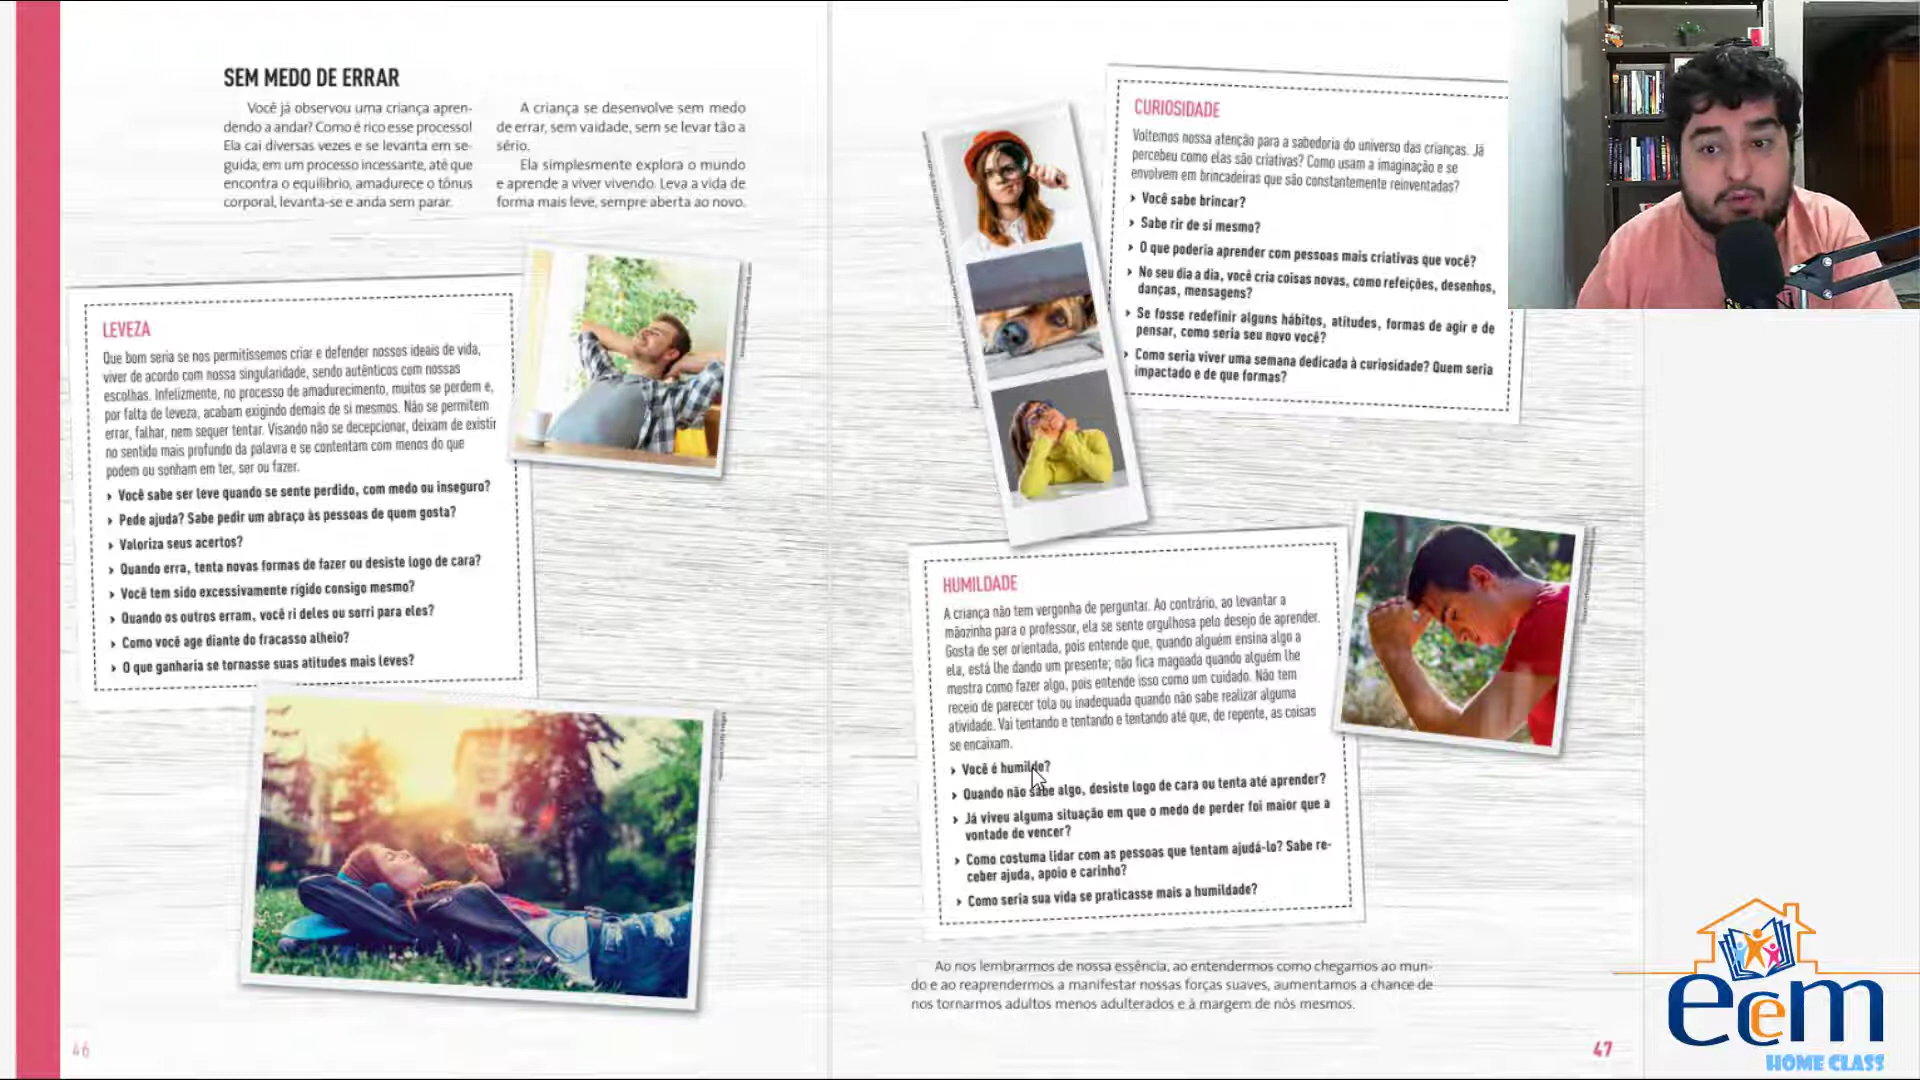 SEM MEDO DE ERRAR
Você já observou uma criança apren-
dendo a andar? Como é rico esse processo!
Ela cai diversas vezes e se levanta em se-
guida, em um processo incessante, até que
encontra o equilíbrio, amadurece o tônus
corporal, levanta-se e anda sem parar.
A criança se desenvolve sem medo
de errar, sem vaidade, sem se levar tão a
sério.
Ela simplesmente explora o mundo
e aprende a viver vivendo. Leva a vida de
forma mais leve, sempre aberta ao novo.
LEVEZA
Que bom seria se nos permitíssemos criar e defender nossos ideais de vida,
viver de acordo com nossa singularidade, sendo autênticos com nossas
escolhas. Infelizmente, no processo de amadurecimento, muitos se perdem e,
por falta de leveza, acabam exigindo demais de si mesmos. Não se permitem
errar, falhar, nem sequer tentar. Visando não se decepcionar, deixam de existir
no sentido mais profundo da palavra e se contentam com menos do que
podem ou sonham em ter, ser ou fazer.
› Você sabe ser leve quando se sente perdido, com medo ou inseguro?
› Pede ajuda? Sabe pedir um abraço às pessoas de quem gosta?
› Valoriza seus acertos?
› Quando erra, tenta novas formas de fazer ou desiste logo de cara?
› Você tem sido excessivamente rígido consigo mesmo?
› Quando os outros erram, você ri deles ou sorri para eles?
› Como você age diante do fracasso alheio?
› O que ganharia se tornasse suas atitudes mais leves?
46
CURIOSIDADE
Voltemos nossa atenção para a sabedoria do universo das crianças. Já
percebeu como elas são criativas? Como usam a imaginação e se
envolvem em brincadeiras que são constantemente reinventadas?
› Você sabe brincar?
› Sabe rir de si mesmo?
› O que poderia aprender com pessoas mais criativas que você?
› No seu dia a dia, você cria coisas novas, como refeições, desenhos,
danças, mensagens?
› Se fosse redefinir alguns hábitos, atitudes, formas de agir e de
pensar, como seria seu novo você?
› Como seria viver uma semana dedicada à curiosidade? Quem seria
impactado e de que formas?
HUMILDADE
A criança não tem vergonha de perguntar. Ao contrário, ao levantar a
mãozinha para o professor, ela se sente orgulhosa pelo desejo de aprender.
Gosta de ser orientada, pois entende que, quando alguém ensina algo a
ela, está lhe dando um presente; não fica magoada quando alguém lhe
mostra como fazer algo, pois entende isso como um cuidado. Não tem
receio de parecer tola ou inadequada quando não sabe realizar alguma
atividade. Vai tentando e tentando e tentando até que, de repente, as coisas
se encaixam.
› Você é humilde?
› Quando não sabe algo, desiste logo de cara ou tenta até aprender?
› Já viveu alguma situação em que o medo de perder foi maior que a
vontade de vencer?
› Como costuma lidar com as pessoas que tentam ajudá-lo? Sabe re-
ceber ajuda, apoio e carinho?
› Como seria sua vida se praticasse mais a humildade?
Ao nos lembrarmos de nossa essência, ao entendermos como chegamos ao mun-
do e ao reaprendermos a manifestar nossas forças suaves, aumentamos a chance de
nos tornarmos adultos menos adulterados e à margem de nós mesmos.
47
eCem
HOME CLASS